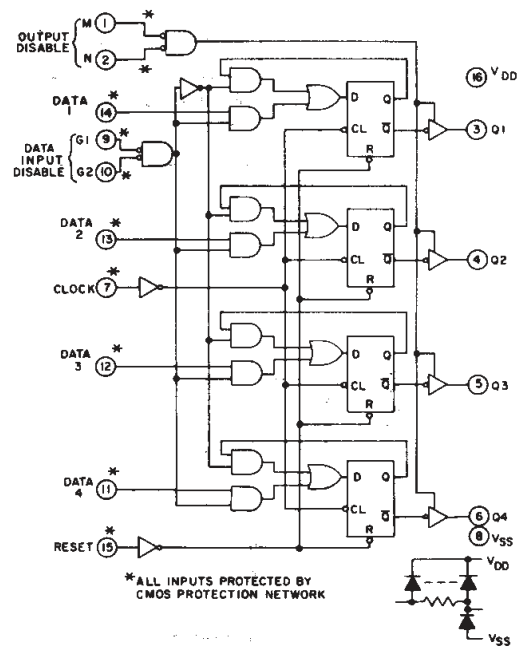 OUTPUT DISABLE
M 1 *
N 2 *
16 VDD
DATA 1 14 *
DATA INPUT DISABLE
G1 9 *
G2 10 *
D Q
CL Q̅
R
3 Q1
DATA 2 13 *
D Q
CL Q̅
R
4 Q2
CLOCK 7 *
DATA 3 12 *
D Q
CL Q̅
R
5 Q3
DATA 4 11 *
D Q
CL Q̅
R
6 Q4
8 VSS
RESET 15 *
*ALL INPUTS PROTECTED BY
CMOS PROTECTION NETWORK
VDD
VSS